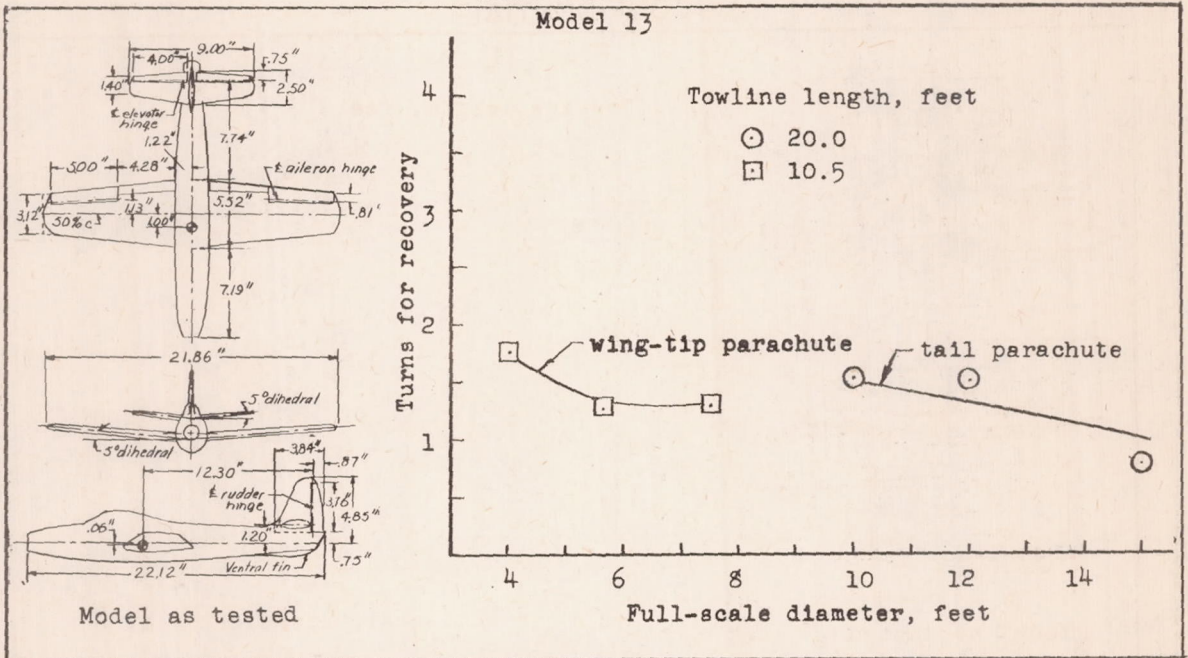 Model 13
9.00"
4.00"
.75"
1.40"
2.50"
℄ elevator
hinge
1.22"
7.74"
5.00"
4.28"
℄ aileron hinge
3.12"
1.13"
5.52"
.81"
50% c
1.00"
7.19"
21.86"
5° dihedral
5° dihedral
3.84"
.87"
12.30"
℄ rudder
hinge
3.76"
4.85"
.06"
1.20"
.75"
Ventral fin
22.12"
Model as tested
Turns for recovery
4
3
2
1
Towline length, feet
20.0
10.5
wing-tip parachute
tail parachute
4 6 8 10 12 14
Full-scale diameter, feet